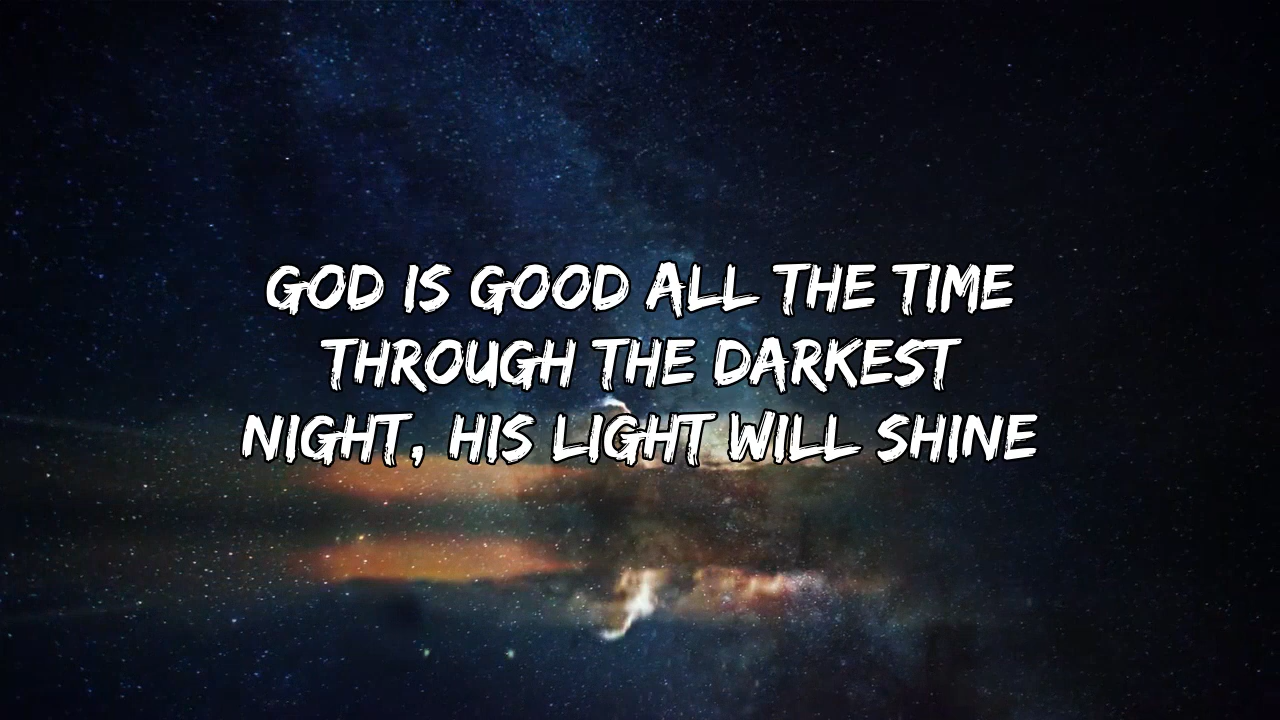 GOD IS GOOD ALL THE TIME
THROUGH THE DARKEST
NIGHT, HIS LIGHT WILL SHINE